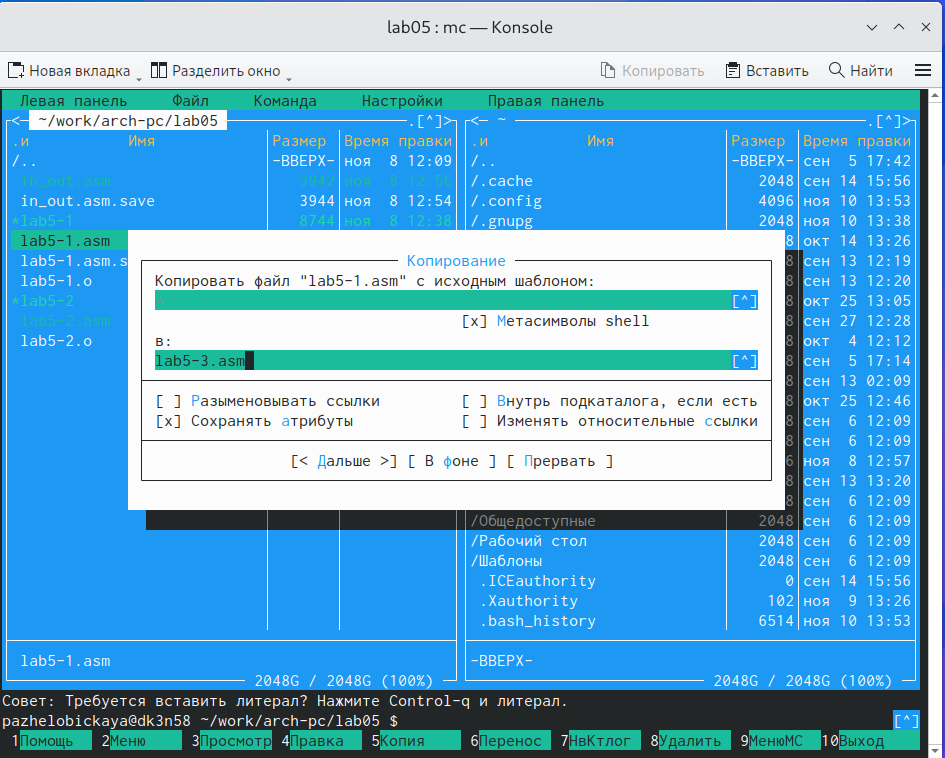 lab05 : mc — Konsole
Новая вкладка Разделить окно Копировать Вставить Найти
Левая панель Файл Команда Настройки Правая панель
<— ~/work/arch-pc/lab05 .[^]> <— ~ .[^]>
.и Имя Размер Время правки .и Имя Размер Время правки
/.. -ВВЕРХ- ноя 8 12:09 /.. -ВВЕРХ- сен 5 17:42
in_out.asm 3942 ноя 8 12:56 /.cache 2048 сен 14 15:56
in_out.asm.save 3944 ноя 8 12:54 /.config 4096 ноя 10 13:53
*lab5-1 8744 ноя 8 12:38 /.gnupg 2048 ноя 10 13:38
lab5-1.asm 8 окт 14 13:26
lab5-1.asm.s Копирование 8 сен 13 12:19
lab5-1.o Копировать файл "lab5-1.asm" с исходным шаблоном: 8 сен 13 12:20
*lab5-2 * [^] 8 окт 25 13:05
lab5-2.asm [x] Метасимволы shell 8 сен 27 12:28
lab5-2.o в: 8 окт 4 12:12
lab5-3.asm [^] 8 сен 5 17:14
8 сен 13 02:09
[ ] Разыменовывать ссылки [ ] Внутрь подкаталога, если есть 8 окт 25 12:46
[x] Сохранять атрибуты [ ] Изменять относительные ссылки 8 сен 6 12:09
8 сен 6 12:09
[< Дальше >] [ В фоне ] [ Прервать ] 6 ноя 8 12:57
8 сен 13 13:20
8 сен 6 12:09
/Общедоступные 2048 сен 6 12:09
/Рабочий стол 2048 сен 6 12:09
/Шаблоны 2048 сен 6 12:09
.ICEauthority 0 сен 14 15:56
.Xauthority 102 ноя 9 13:26
.bash_history 6514 ноя 10 13:53
lab5-1.asm -ВВЕРХ-
2048G / 2048G (100%) 2048G / 2048G (100%)
Совет: Требуется вставить литерал? Нажмите Control-q и литерал.
pazhelobickaya@dk3n58 ~/work/arch-pc/lab05 $ [^]
1Помощь 2Меню 3Просмотр 4Правка 5Копия 6Перенос 7НвКтлог 8Удалить 9МенюМС 10Выход